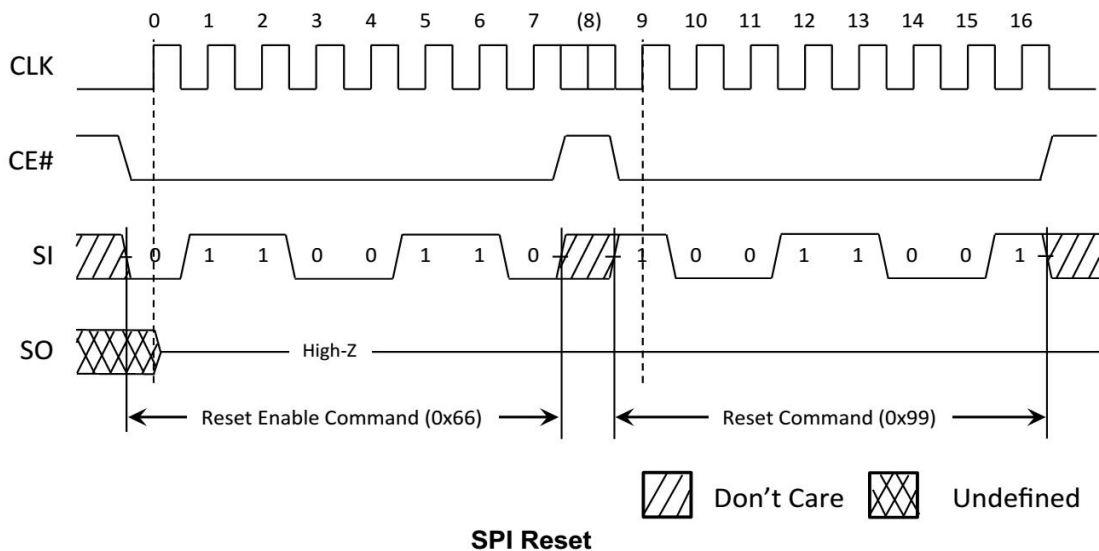 0 1 2 3 4 5 6 7 (8) 9 10 11 12 13 14 15 16
CLK
CE#
SI 0 1 1 0 0 1 1 0 1 0 0 1 1 0 0 1
SO High-Z
Reset Enable Command (0x66) Reset Command (0x99)
Don't Care Undefined
SPI Reset